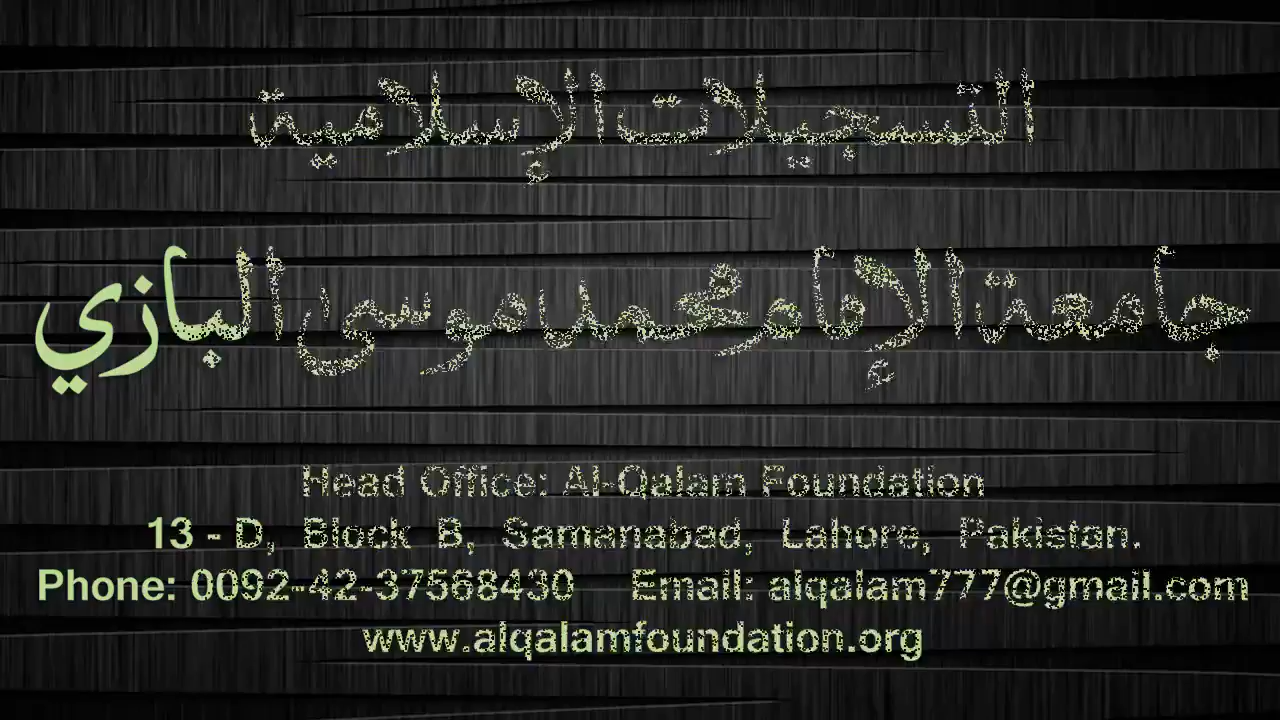 التسجيلات الإسلامية
جامعة الإمام محمد موسى البازي
Head Office: Al-Qalam Foundation
13 - D, Block B, Samanabad, Lahore, Pakistan.
Phone: 0092-42-37568430 Email: alqalam777@gmail.com
www.alqalamfoundation.org